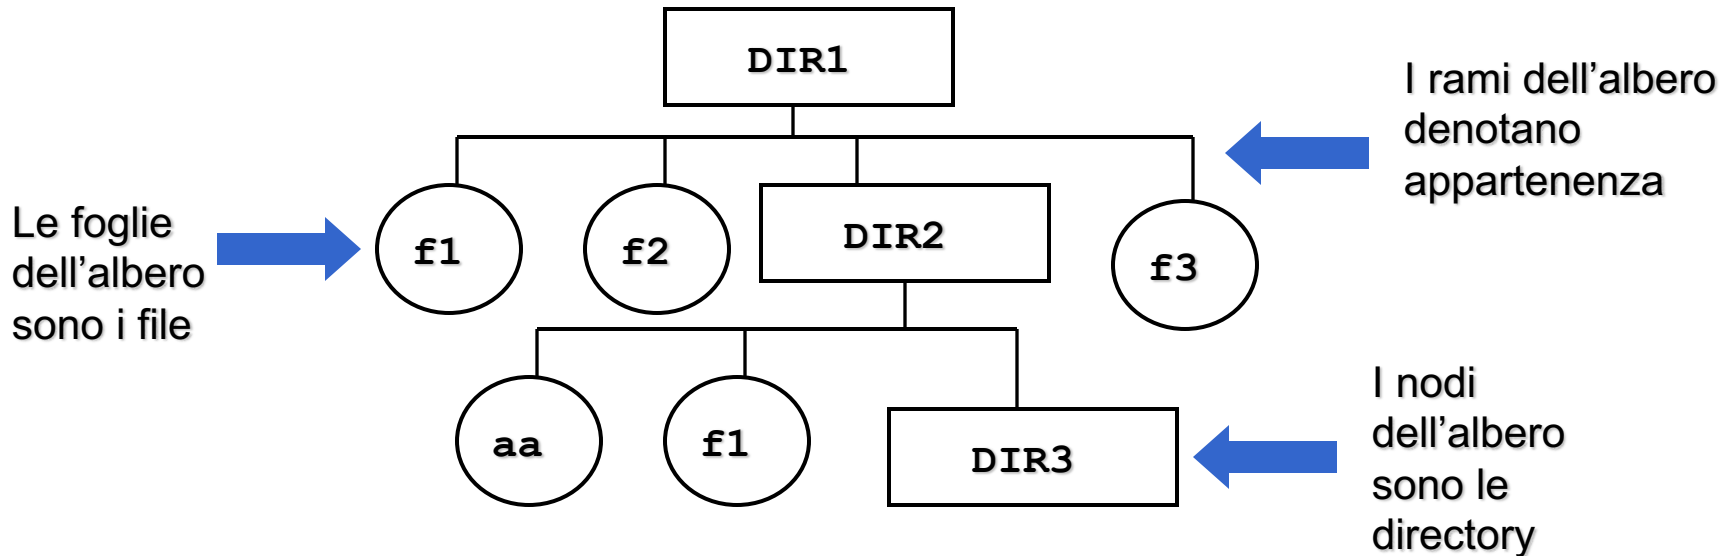 DIR1
I rami dell’albero
denotano
appartenenza
Le foglie
dell’albero
sono i file
f1
f2
DIR2
f3
aa
f1
DIR3
I nodi
dell’albero
sono le
directory